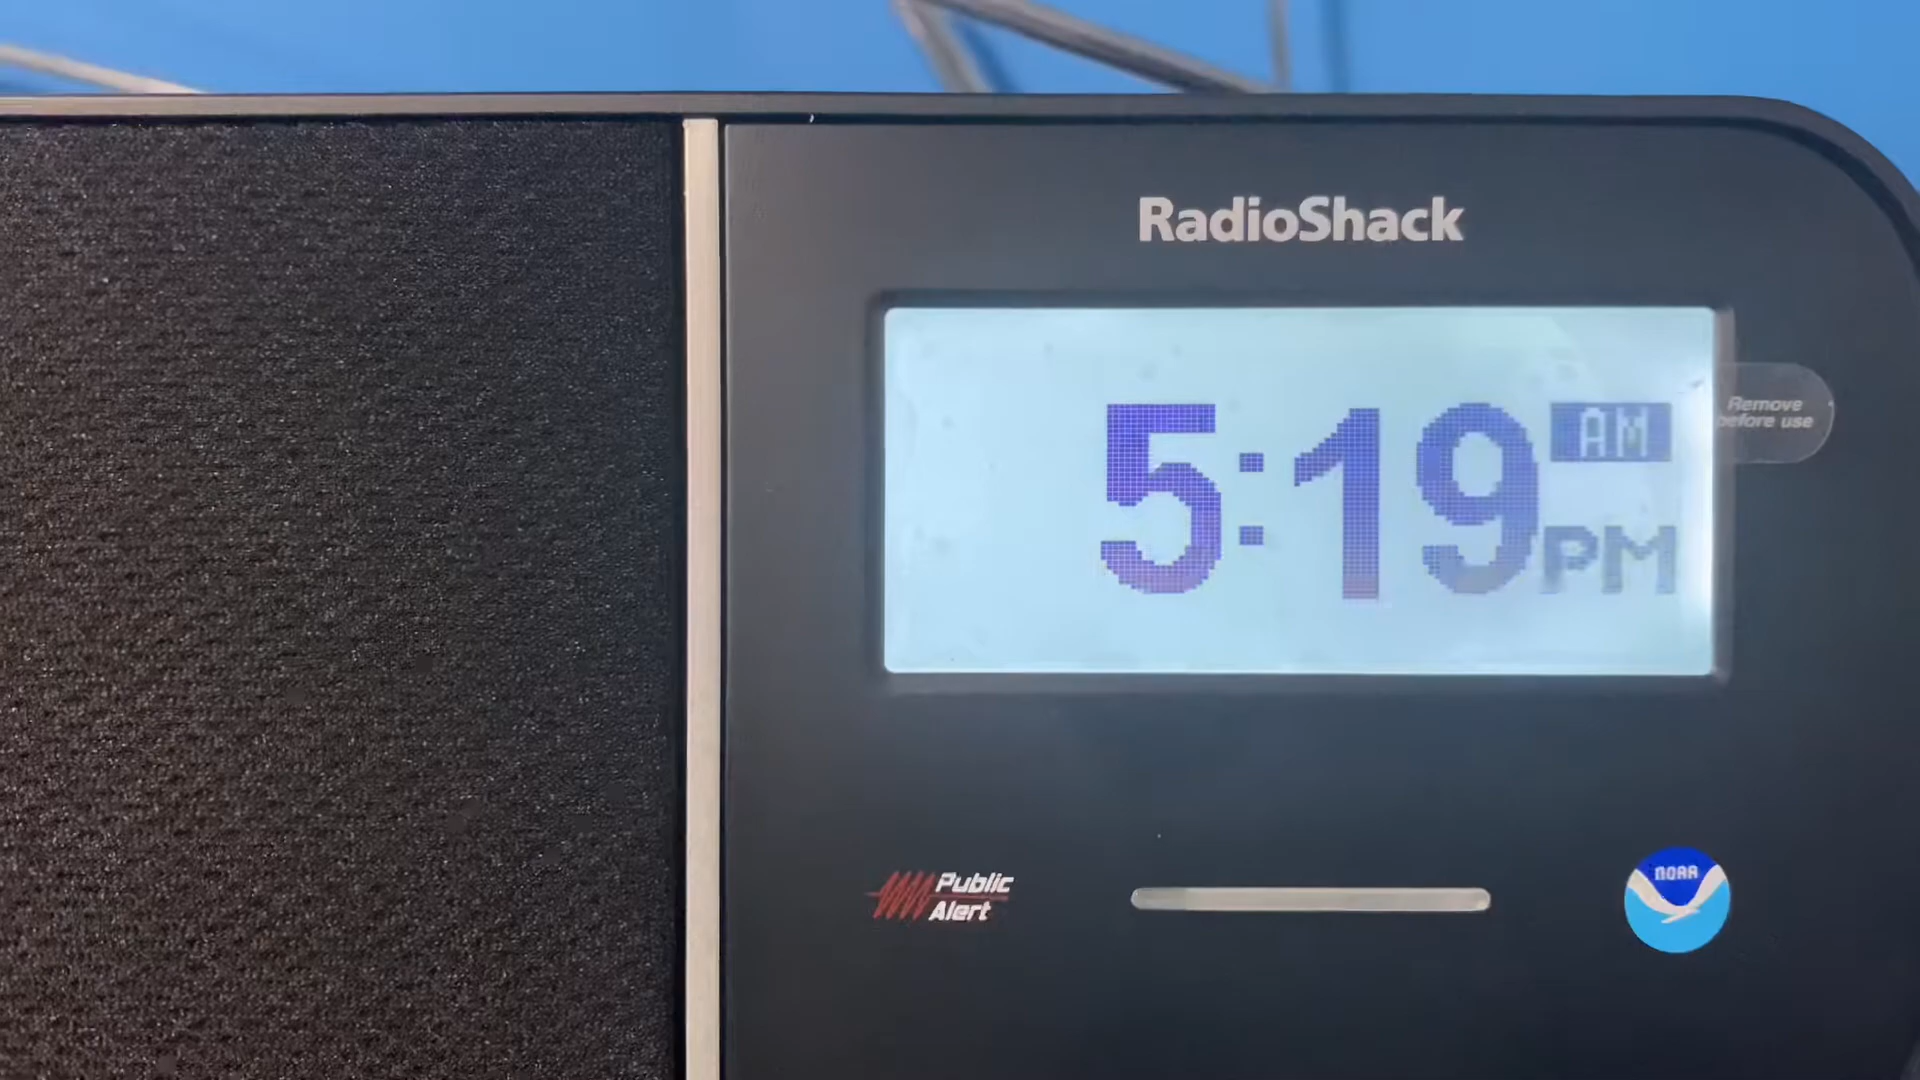 RadioShack
5:19 AM
PM
Remove
before use
Public
Alert
NOAA